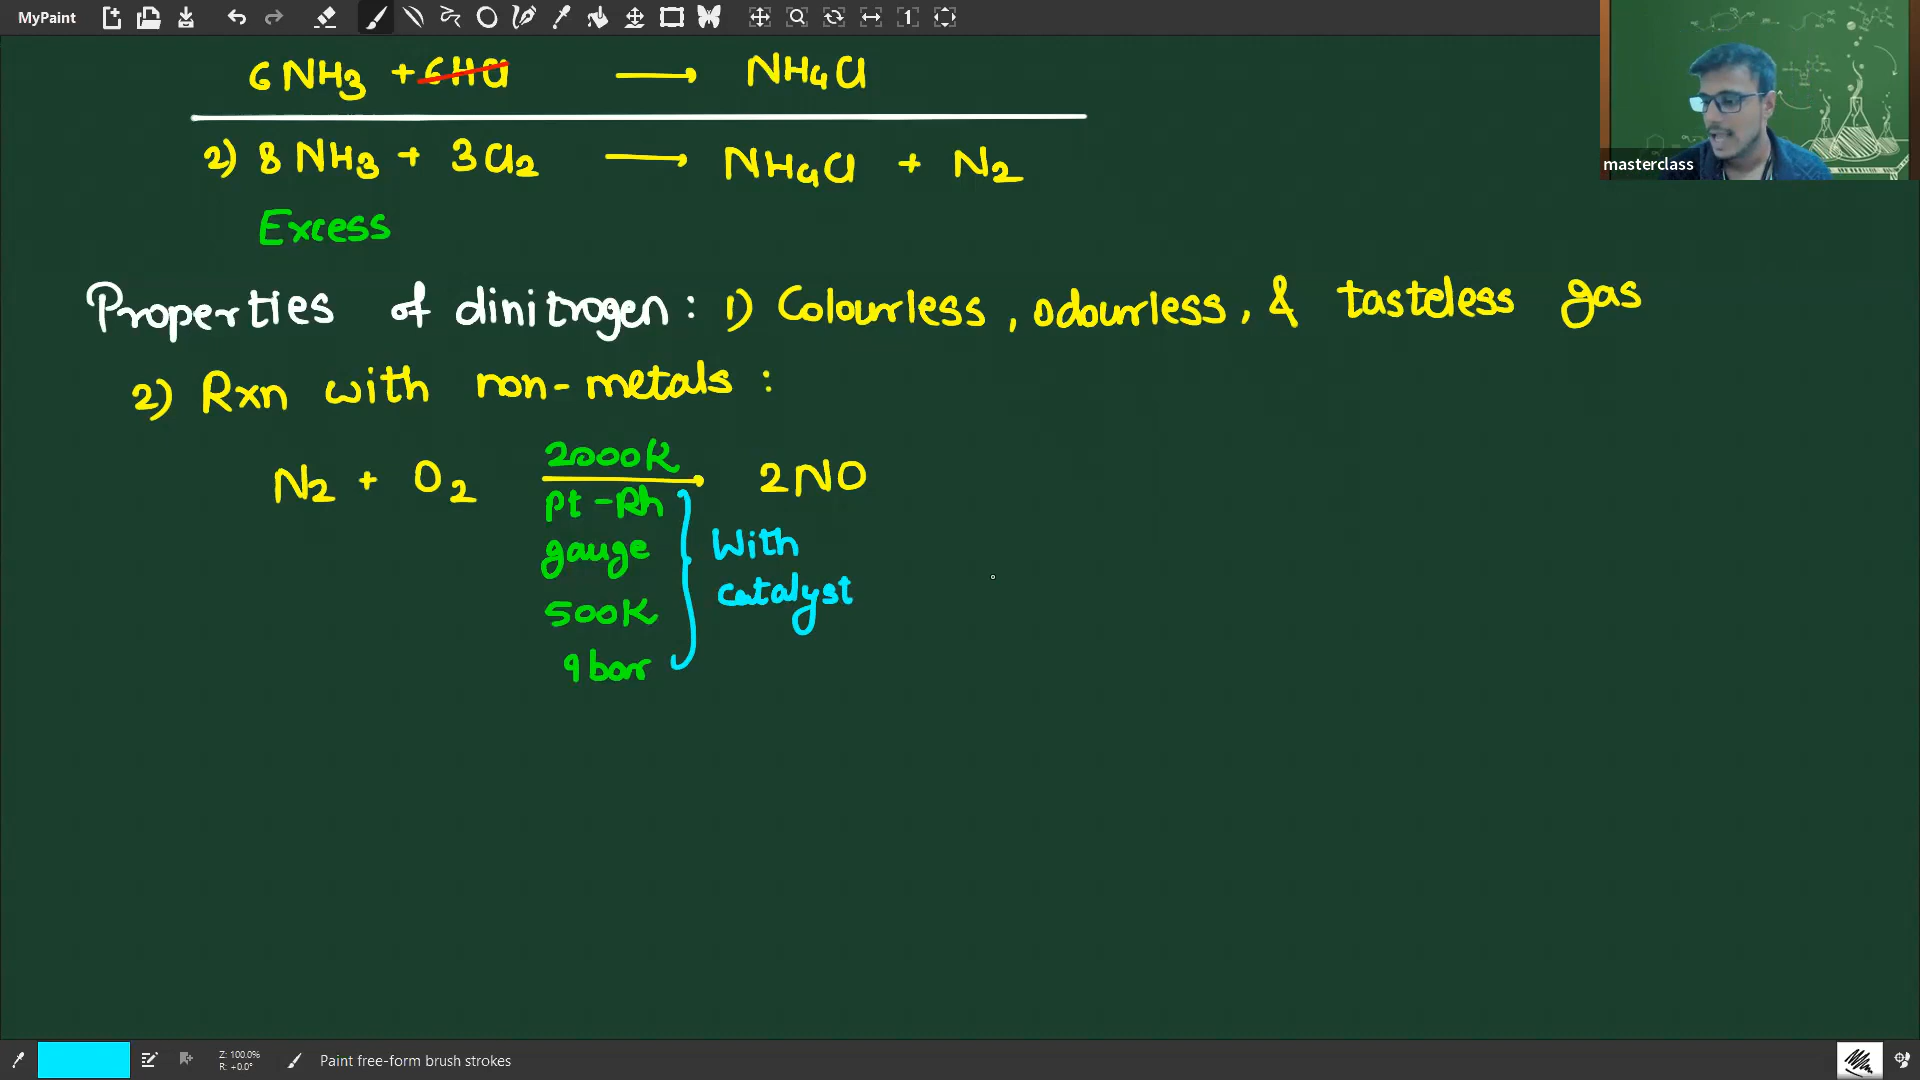 MyPaint
6 NH3 + 6HCl ⟶ NH4Cl
masterclass
2) 8 NH3 + 3Cl2 ⟶ NH4Cl + N2
Excess
Properties of dinitrogen : 1) Colourless , odourless , & tasteless gas
2) Rxn with non-metals :
2000K
N2 + O2 ⟶ 2NO
Pt - Rh
gauge
500K
9 bar
With
catalyst
Z: 100.0%
R: +0.0°
Paint free-form brush strokes